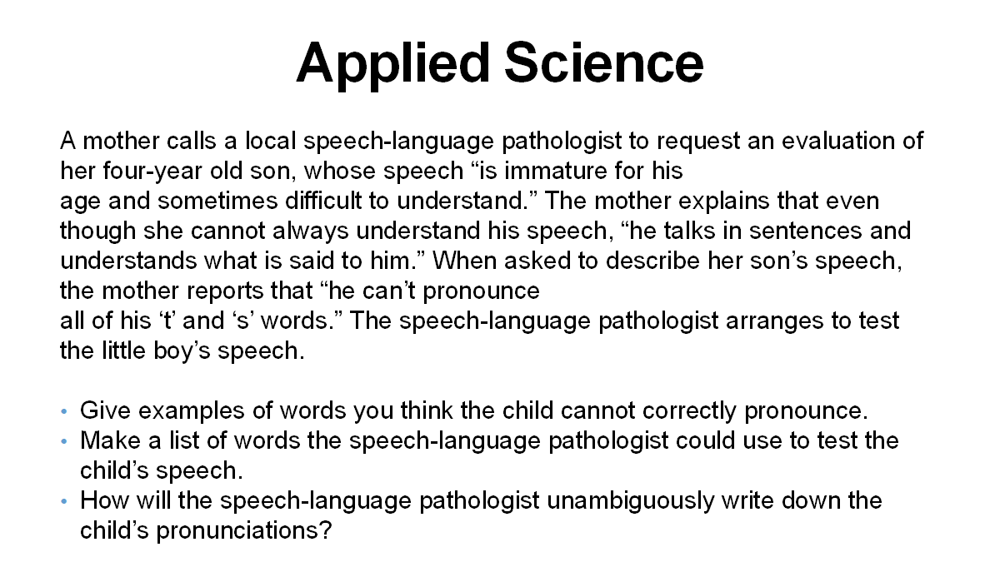 Applied Science
A mother calls a local speech-language pathologist to request an evaluation of
her four-year old son, whose speech “is immature for his
age and sometimes difficult to understand.” The mother explains that even
though she cannot always understand his speech, “he talks in sentences and
understands what is said to him.” When asked to describe her son’s speech,
the mother reports that “he can’t pronounce
all of his ‘t’ and ‘s’ words.” The speech-language pathologist arranges to test
the little boy’s speech.
• Give examples of words you think the child cannot correctly pronounce.
• Make a list of words the speech-language pathologist could use to test the
child’s speech.
• How will the speech-language pathologist unambiguously write down the
child’s pronunciations?